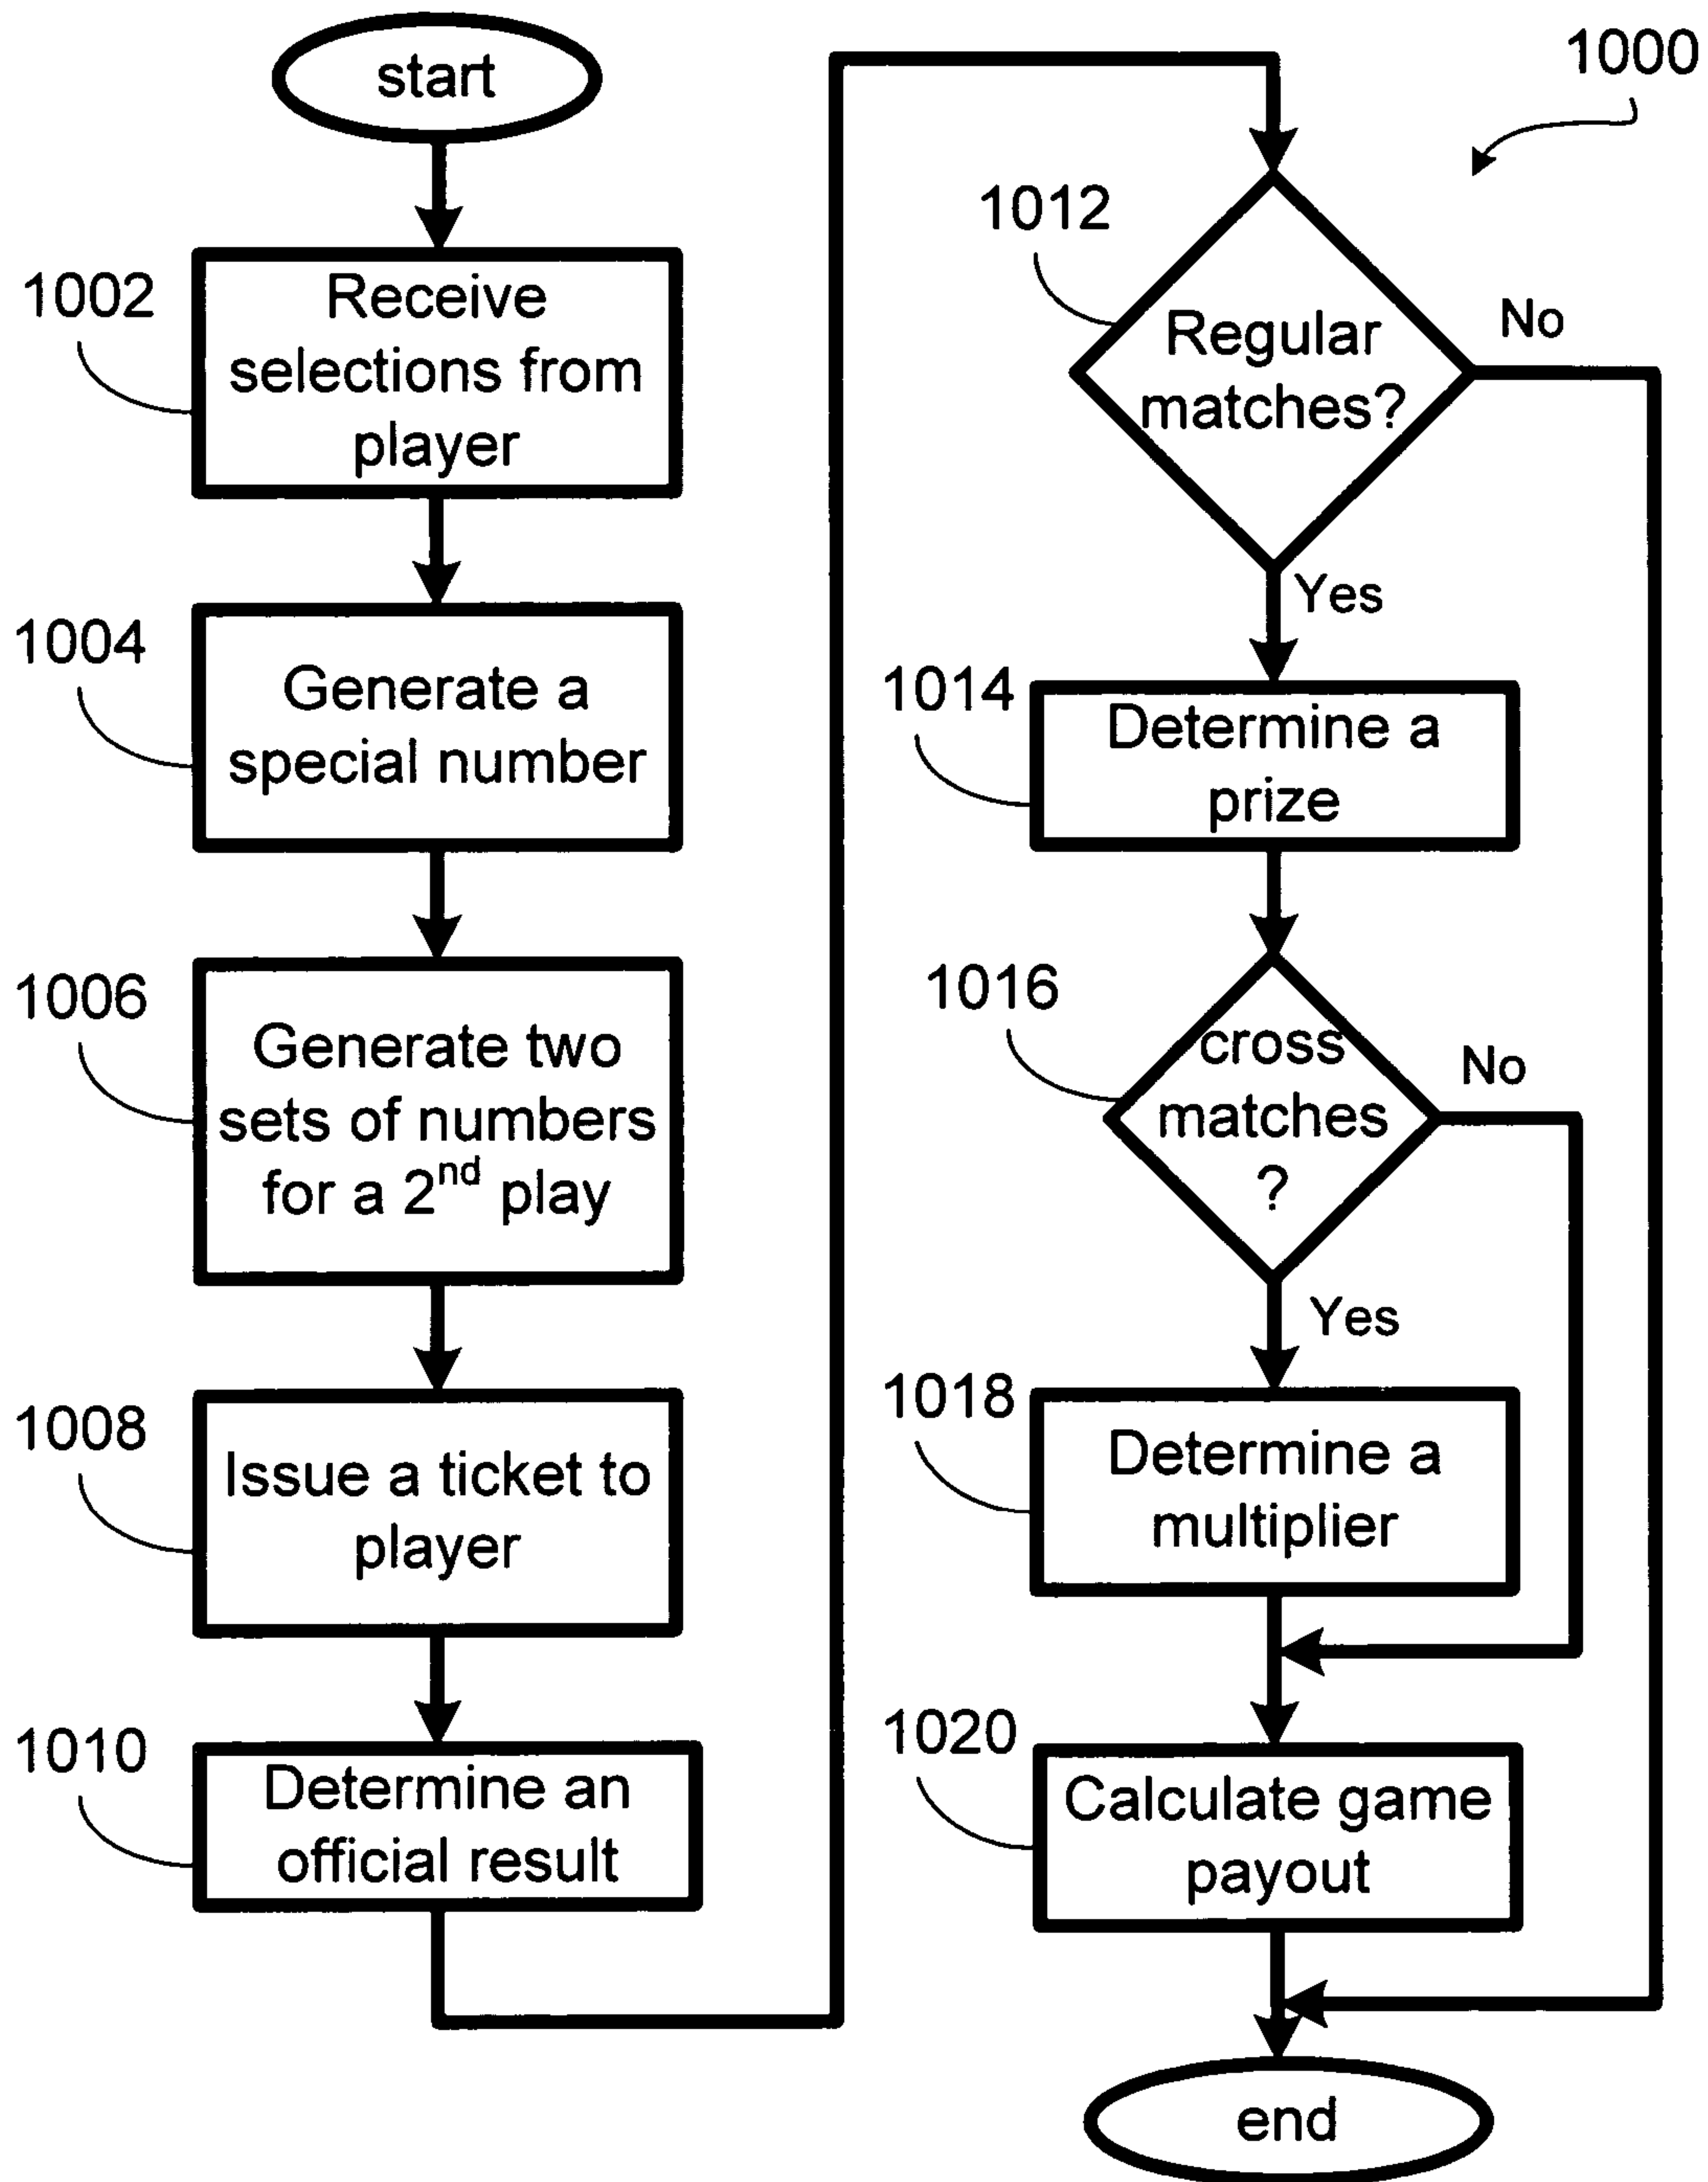 start
1002
Receive
selections from
player
1004
Generate a
special number
1006
Generate two
sets of numbers
for a 2nd play
1008
Issue a ticket to
player
1010
Determine an
official result
1000
1012
Regular
matches?
No
Yes
1014
Determine a
prize
1016
cross
matches
?
No
Yes
1018
Determine a
multiplier
1020
Calculate game
payout
end